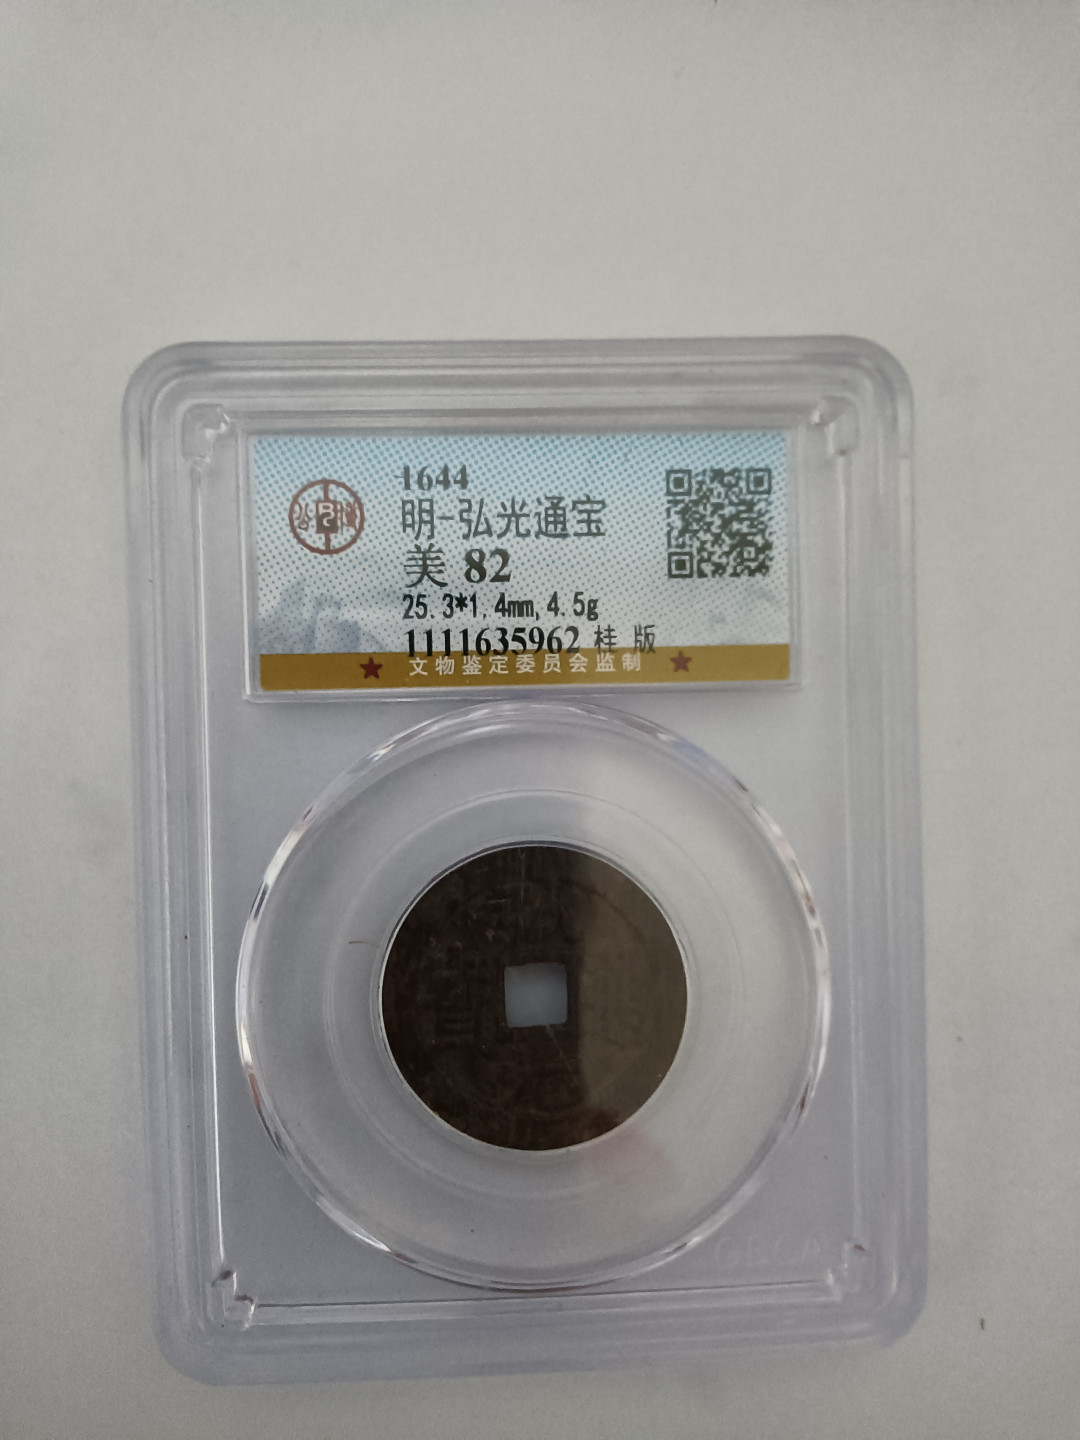 1644
明-弘光通宝
美 82
25.3*1.4mm,4.5g
1111635962 桂 版
文物鉴定委员会监制